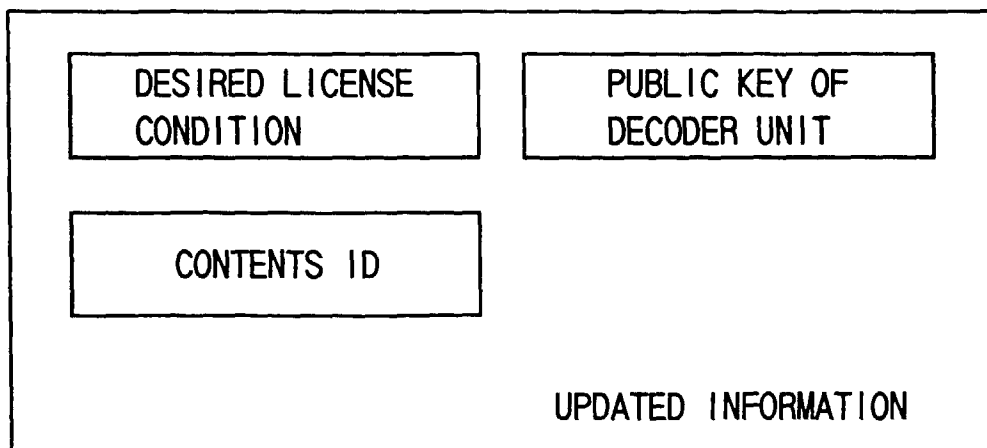 DESIRED LICENSE
CONDITION
PUBLIC KEY OF
DECODER UNIT
CONTENTS ID
UPDATED INFORMATION